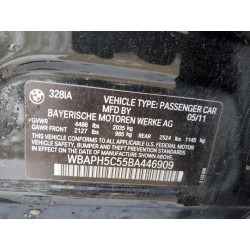 328IA
VEHICLE TYPE: PASSENGER CAR
MFD BY 05/11
BAYERISCHE MOTOREN WERKE AG
GVWR 4486 lbs 2035 kg
GAWR FRONT 2127 lbs 965 kg REAR 2524 lbs 1145 kg
THIS VEHICLE CONFORMS TO ALL APPLICABLE FEDERAL MOTOR
VEHICLE SAFETY, BUMPER, AND THEFT PREVENTION STANDARDS IN
EFFECT ON THE DATE OF MANUFACTURE SHOWN ABOVE.
WBAPH5C55BA446909